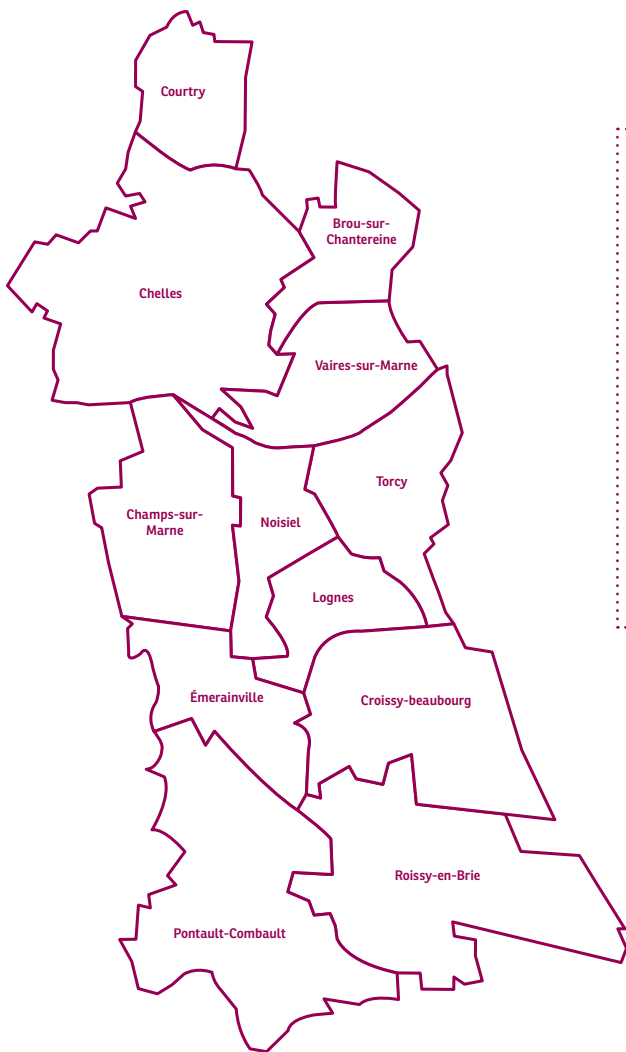 Courtry
Brou-sur-
Chantereine
Chelles
Vaires-sur-Marne
Torcy
Champs-sur-
Marne
Noisiel
Lognes
Émerainville
Croissy-beaubourg
Roissy-en-Brie
Pontault-Combault